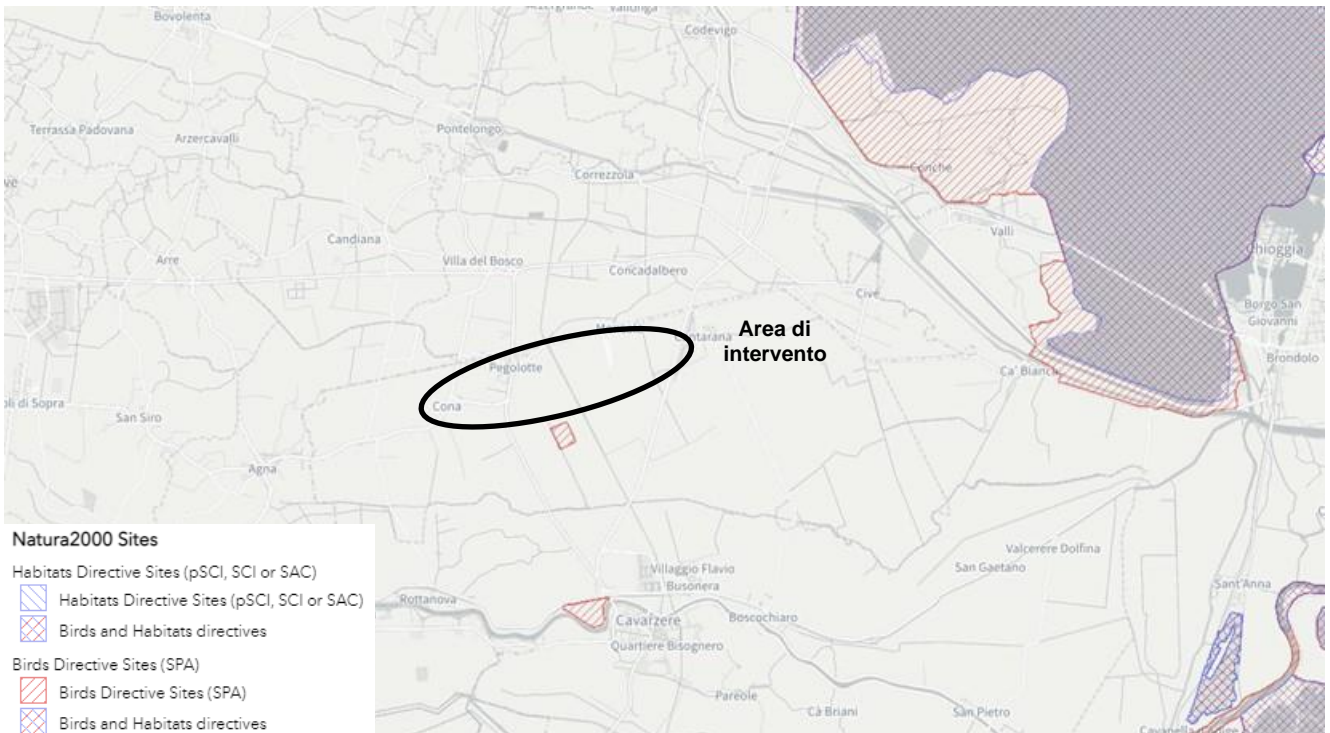 Bovolenta
Codevigo
Terrassa Padovana
Arzercavalli
Pontelongo
Correzzola
Conche
Valli
Chioggia
Candiana
Arre
Villa del Bosco
Concadalbero
Cive
Borgo San
Giovanni
Brondolo
Area di
intervento
Pegolotte
Ca' Bianca
Cona
San Siro
Agna
Natura2000 Sites
Habitats Directive Sites (pSCI, SCI or SAC)
Habitats Directive Sites (pSCI, SCI or SAC)
Birds and Habitats directives
Birds Directive Sites (SPA)
Birds Directive Sites (SPA)
Birds and Habitats directives
Villaggio Flavio
Busonera
Valcerere Dolfina
San Gaetano
Sant'Anna
Rottanova
Cavarzere
Boscochiaro
Quartiere Bisognero
Pareole
Cà Briani
San Pietro